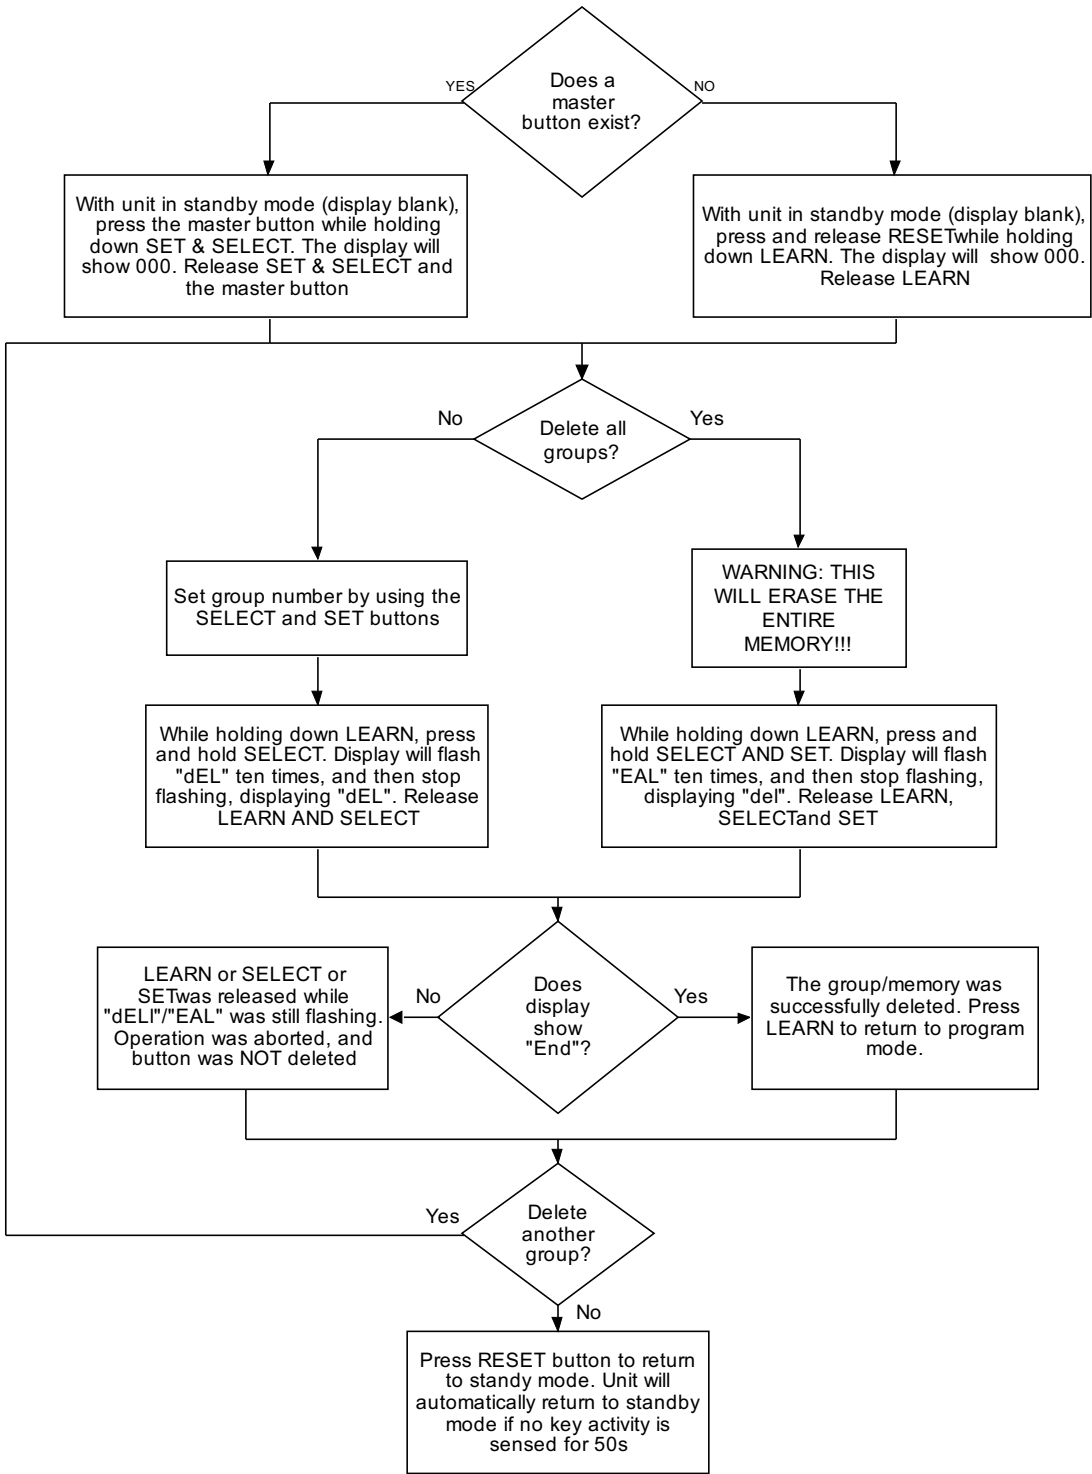 Does a
master
button exist?
YES
NO
With unit in standby mode (display blank),
press the master button while holding
down SET & SELECT. The display will
show 000. Release SET & SELECT and
the master button
With unit in standby mode (display blank),
press and release RESETwhile holding
down LEARN. The display will show 000.
Release LEARN
Delete all
groups?
No
Yes
Set group number by using the
SELECT and SET buttons
WARNING: THIS
WILL ERASE THE
ENTIRE
MEMORY!!!
While holding down LEARN, press
and hold SELECT. Display will flash
"dEL" ten times, and then stop
flashing, displaying "dEL". Release
LEARN AND SELECT
While holding down LEARN, press and
hold SELECT AND SET. Display will flash
"EAL" ten times, and then stop flashing,
displaying "del". Release LEARN,
SELECTand SET
Does
display
show
"End"?
No
Yes
LEARN or SELECT or
SETwas released while
"dELl"/"EAL" was still flashing.
Operation was aborted, and
button was NOT deleted
The group/memory was
successfully deleted. Press
LEARN to return to program
mode.
Delete
another
group?
Yes
No
Press RESET button to return
to standy mode. Unit will
automatically return to standby
mode if no key activity is
sensed for 50s